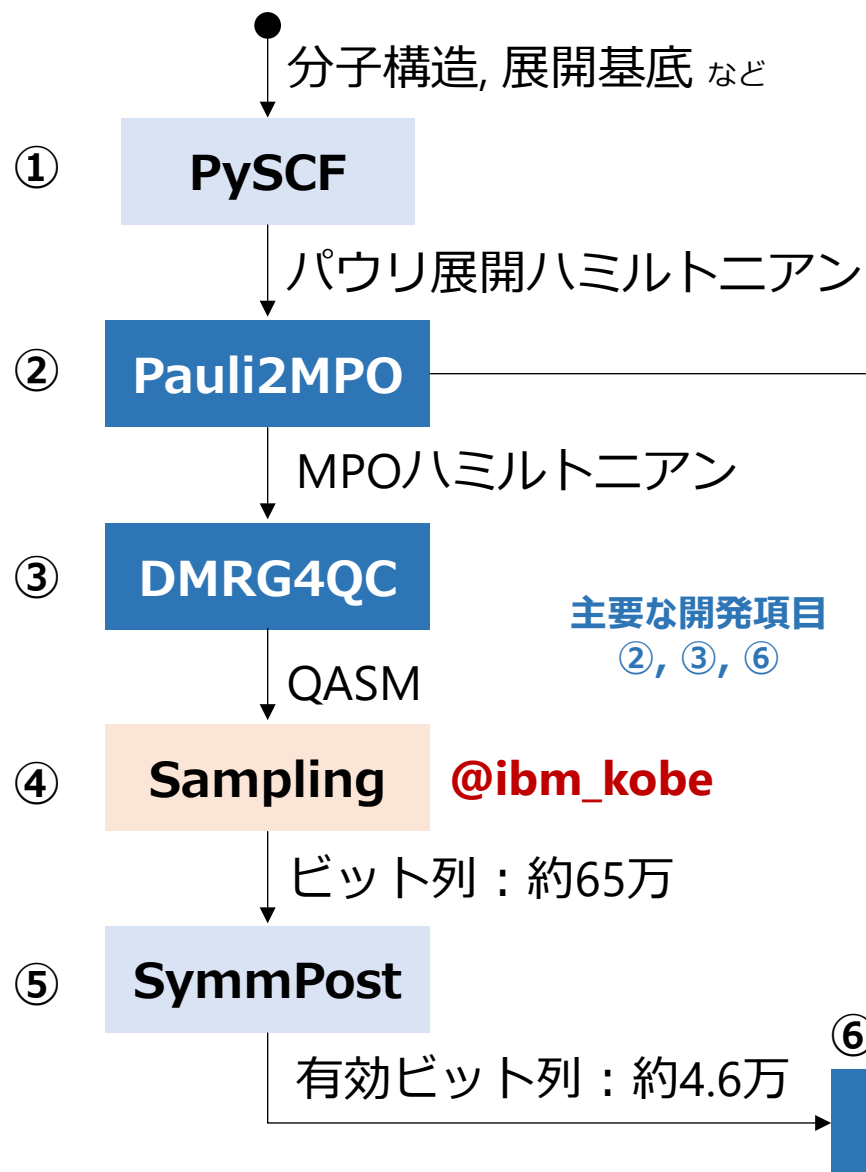 分子構造, 展開基底 など
① PySCF
パウリ展開ハミルトニアン
② Pauli2MPO
MPOハミルトニアン
③ DMRG4QC
主要な開発項目
②, ③, ⑥
QASM
④ Sampling @ibm_kobe
ビット列：約65万
⑤ SymmPost
⑥
有効ビット列：約4.6万